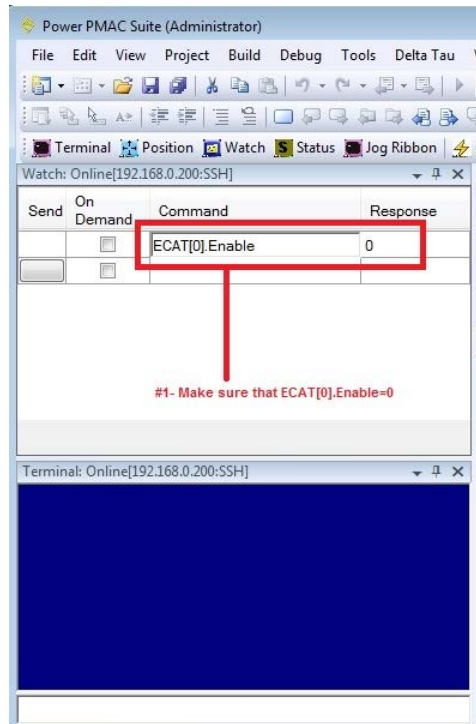 Power PMAC Suite (Administrator)
File Edit View Project Build Debug Tools Delta Tau
Terminal Position Watch Status Jog Ribbon
Watch: Online[192.168.0.200:SSH]
Send On Demand Command Response
ECAT[0].Enable 0
#1- Make sure that ECAT[0].Enable=0
Terminal: Online[192.168.0.200:SSH]